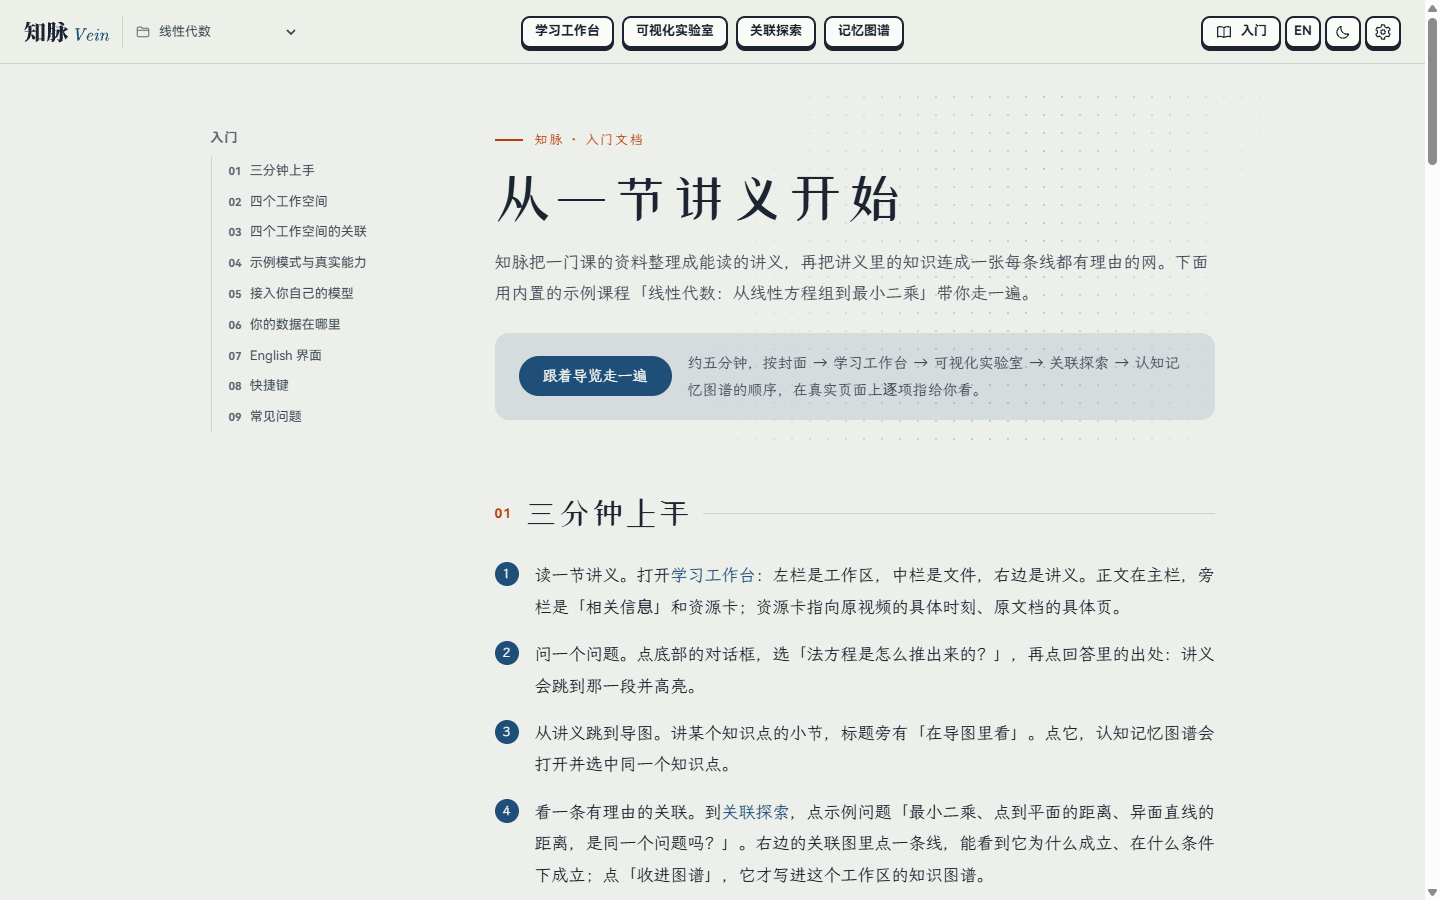 知脉 Vein
线性代数
学习工作台
可视化实验室
关联探索
记忆图谱
入门
EN
入门
01 三分钟上手
02 四个工作空间
03 四个工作空间的关联
04 示例模式与真实能力
05 接入你自己的模型
06 你的数据在哪里
07 English 界面
08 快捷键
09 常见问题
知脉 · 入门文档
从一节讲义开始
知脉把一门课的资料整理成能读的讲义，再把讲义里的知识连成一张每条线都有理由的网。下面
用内置的示例课程「线性代数：从线性方程组到最小二乘」带你走一遍。
跟着导览走一遍
约五分钟，按封面 → 学习工作台 → 可视化实验室 → 关联探索 → 认知记
忆图谱的顺序，在真实页面上逐项指给你看。
01 三分钟上手
1 读一节讲义。打开学习工作台：左栏是工作区，中栏是文件，右边是讲义。正文在主栏，旁
栏是「相关信息」和资源卡；资源卡指向原视频的具体时刻、原文档的具体页。
2 问一个问题。点底部的对话框，选「法方程是怎么推出来的？」，再点回答里的出处：讲义
会跳到那一段并高亮。
3 从讲义跳到导图。讲某个知识点的小节，标题旁有「在导图里看」。点它，认知记忆图谱会
打开并选中同一个知识点。
4 看一条有理由的关联。到关联探索，点示例问题「最小二乘、点到平面的距离、异面直线的
距离，是同一个问题吗？」。右边的关联图里点一条线，能看到它为什么成立、在什么条件
下成立；点「收进图谱」，它才写进这个工作区的知识图谱。